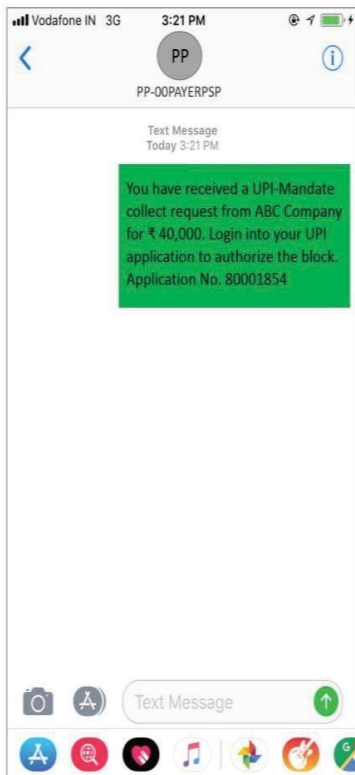 Vodafone IN 3G 3:21 PM
PP
PP-00PAYERPSP
Text Message
Today 3:21 PM
You have received a UPI-Mandate
collect request from ABC Company
for ₹ 40,000. Login into your UPI
application to authorize the block.
Application No. 80001854
Text Message